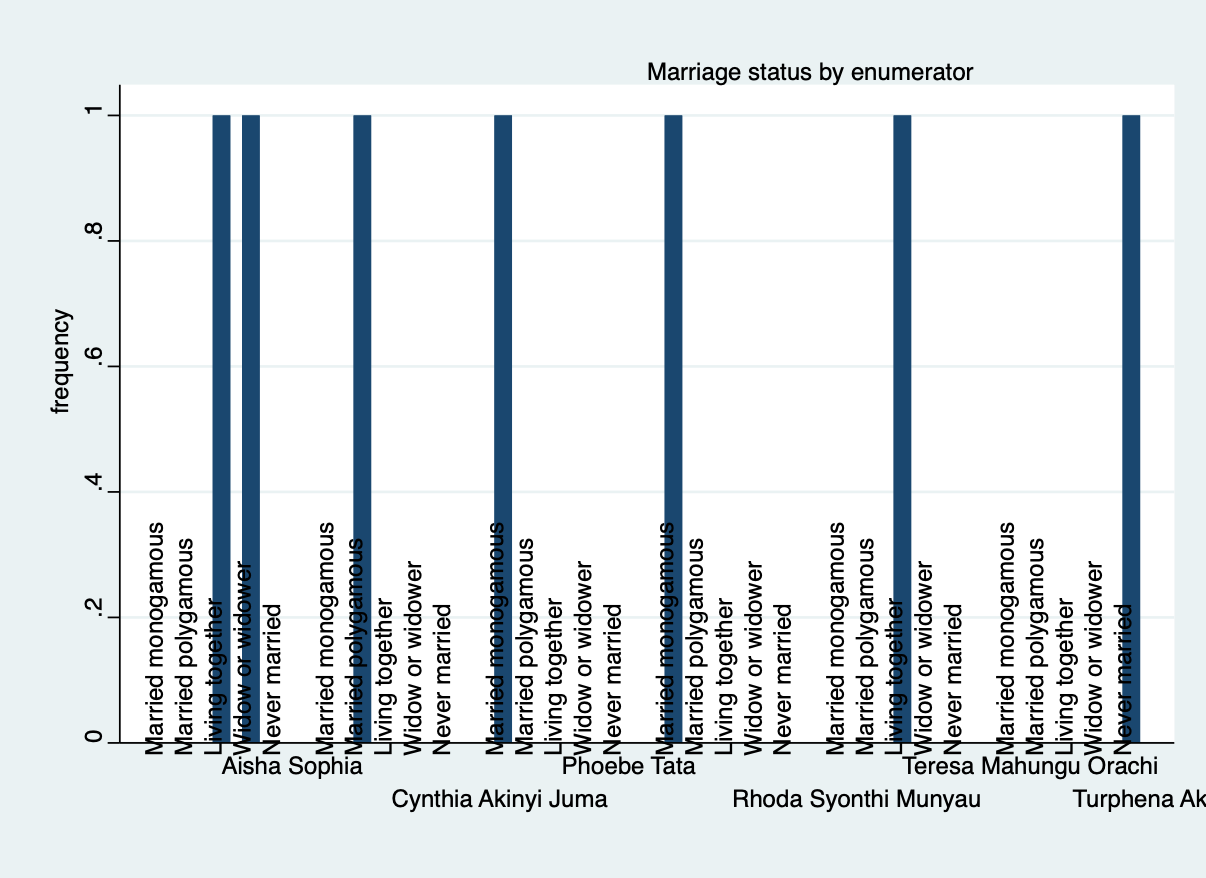 Marriage status by enumerator
frequency
1
.8
.6
.4
.2
0
Married monogamous
Married polygamous
Living together
Widow or widower
Never married
Married monogamous
Married polygamous
Living together
Widow or widower
Never married
Married monogamous
Married polygamous
Living together
Widow or widower
Never married
Married monogamous
Married polygamous
Living together
Widow or widower
Never married
Married monogamous
Married polygamous
Living together
Widow or widower
Never married
Married monogamous
Married polygamous
Living together
Widow or widower
Never married
Aisha Sophia
Phoebe Tata
Teresa Mahungu Orachi
Cynthia Akinyi Juma
Rhoda Syonthi Munyau
Turphena Ak